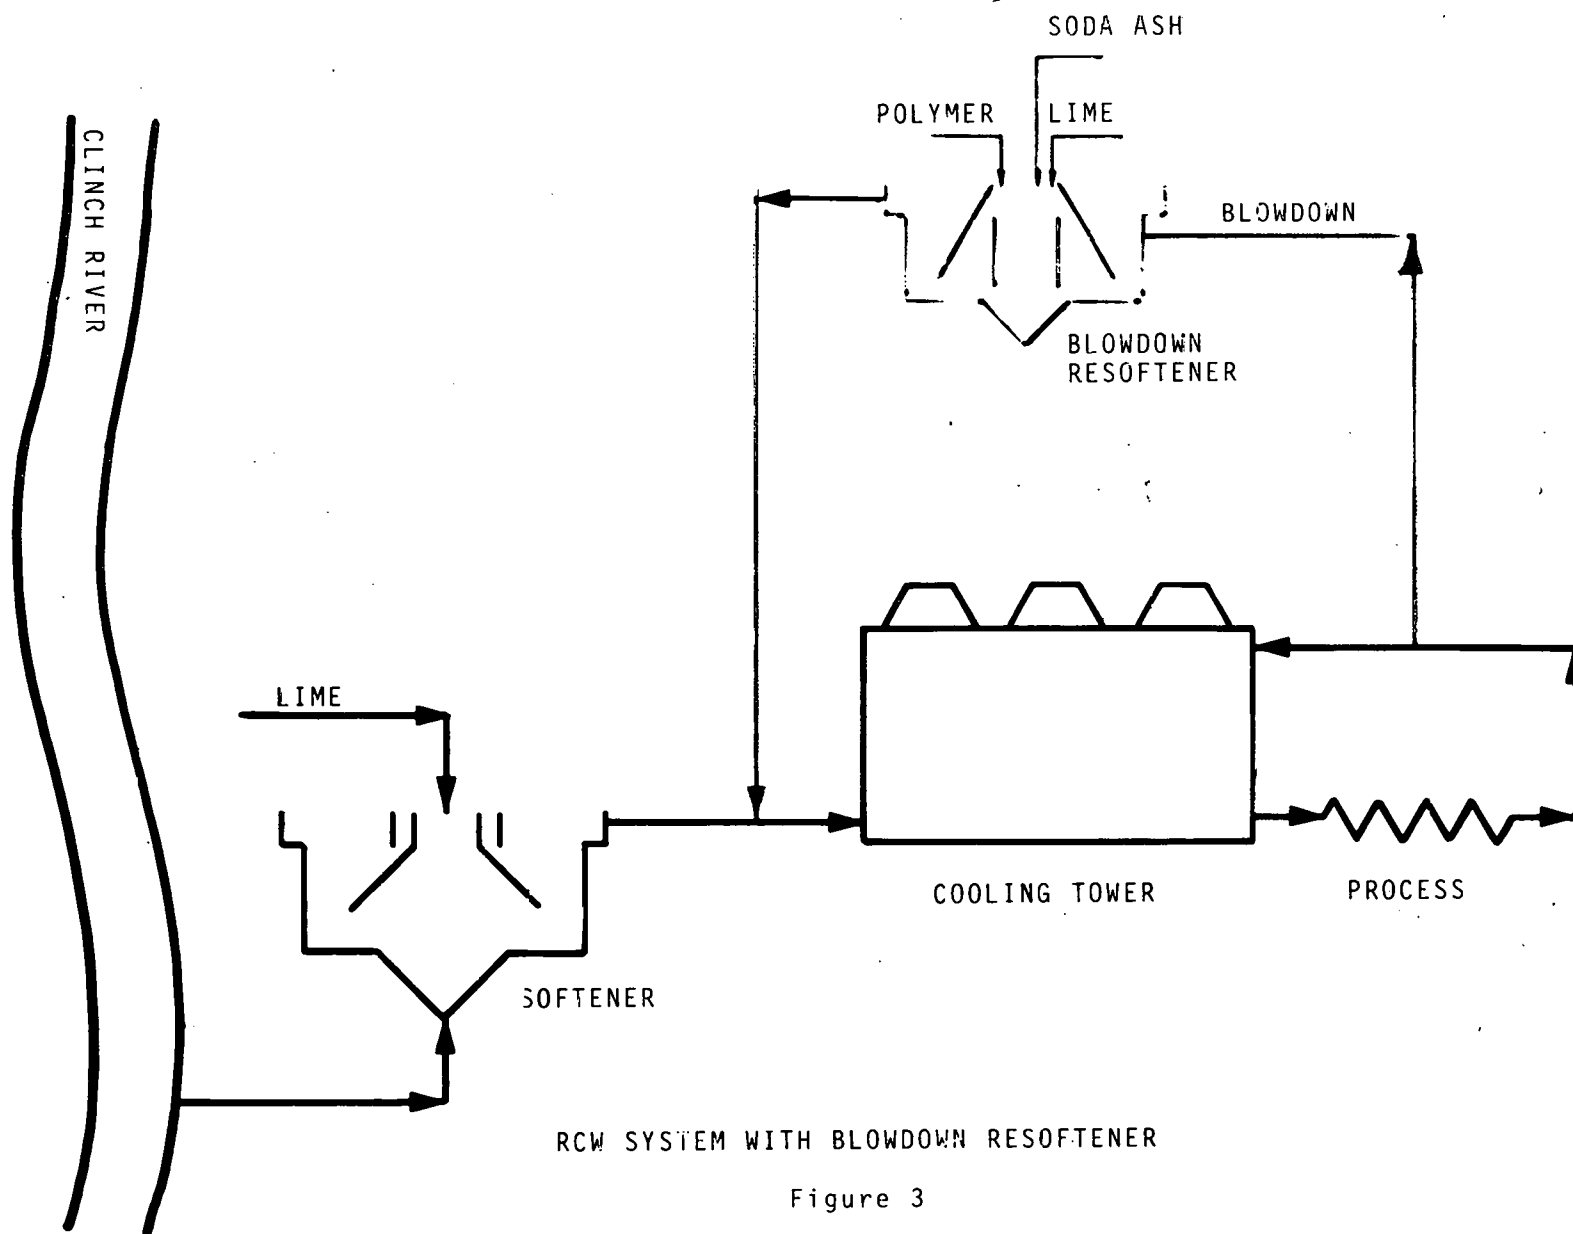 SODA ASH
POLYMER
LIME
CLINCH RIVER
BLOWDOWN
BLOWDOWN
RESOFTENER
LIME
COOLING TOWER
PROCESS
SOFTENER
RCW SYSTEM WITH BLOWDOWN RESOFTENER
Figure 3